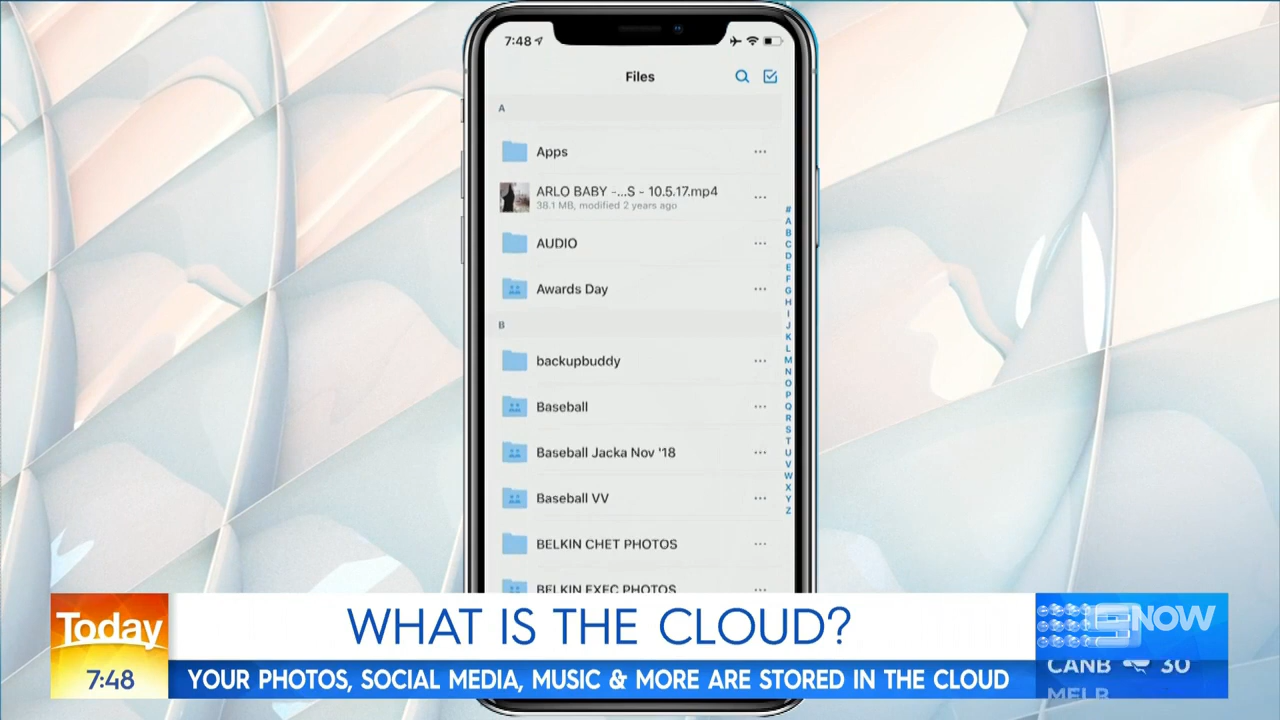 7:48
Files
A
Apps
ARLO BABY -...S - 10.5.17.mp4
38.1 MB, modified 2 years ago
AUDIO
Awards Day
B
backupbuddy
Baseball
Baseball Jacka Nov '18
Baseball VV
BELKIN CHET PHOTOS
BELKIN EXEC PHOTOS
#
A
B
C
D
E
F
G
H
I
J
K
L
M
N
O
P
Q
R
S
T
U
V
W
X
Y
Z
Today
7:48
WHAT IS THE CLOUD?
YOUR PHOTOS, SOCIAL MEDIA, MUSIC & MORE ARE STORED IN THE CLOUD
9NOW
CANB 30
MELB